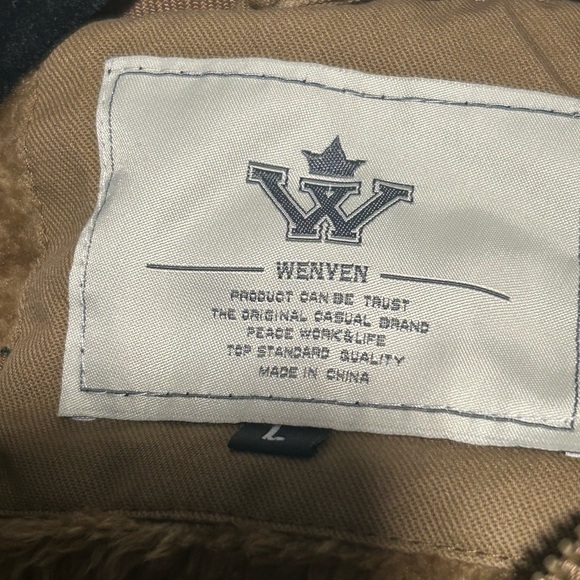 W
WENVEN
PRODUCT CAN BE TRUST
THE ORIGINAL CASUAL BRAND
PEACE WORK&LIFE
TOP STANDARD QUALITY
MADE IN CHINA
L